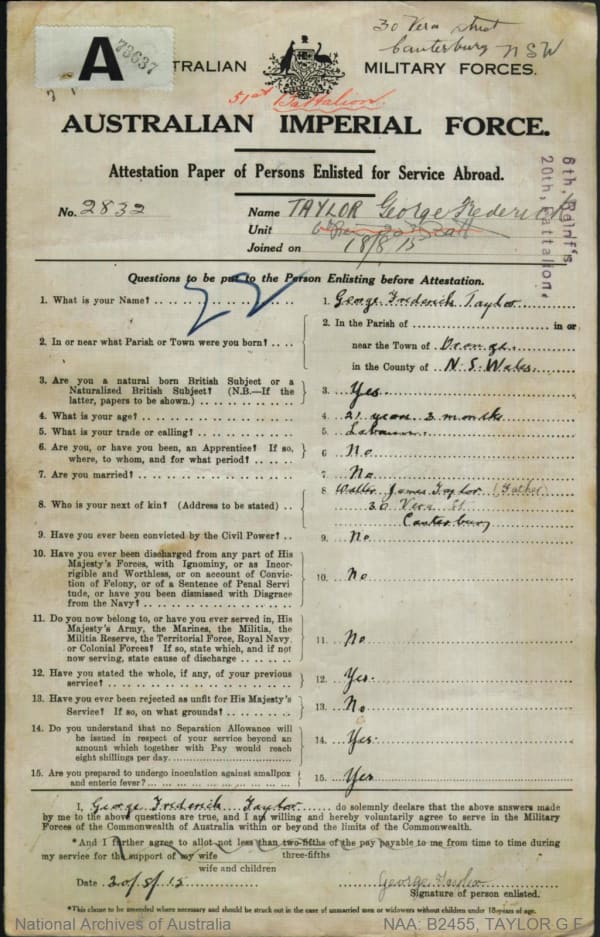 30 Vera street
Canterbury NSW
A 73637
AUSTRALIAN MILITARY FORCES.
51st Battalion
AUSTRALIAN IMPERIAL FORCE.
Attestation Paper of Persons Enlisted for Service Abroad.
No. 2832 Name TAYLOR George Frederick
Unit 6 Rein 20 Batt
Joined on 18/8/15
6th Reinf's
20th Battalion.
Questions to be put to the Person Enlisting before Attestation.
1. What is your Name? 1. George Frederick Taylor
2. In or near what Parish or Town were you born? 2. In the Parish of in or
near the Town of Orange
in the County of N.S. Wales
3. Are you a natural born British Subject or a
Naturalized British Subject? (N.B.—If the
latter, papers to be shown.) 3. Yes
4. What is your age? 4. 21 years 3 months
5. What is your trade or calling? 5. Labourer
6. Are you, or have you been, an Apprentice? If so,
where, to whom, and for what period? 6. No
7. Are you married? 7. No
8. Who is your next of kin? (Address to be stated) 8. Walter James Taylor (Father)
30 Vera St
Canterbury
9. Have you ever been convicted by the Civil Power? 9. No
10. Have you ever been discharged from any part of His
Majesty's Forces, with Ignominy, or as Incor-
rigible and Worthless, or on account of Convic-
tion of Felony, or of a Sentence of Penal Servi
tude, or have you been dismissed with Disgrace
from the Navy? 10. No
11. Do you now belong to, or have you ever served in, His
Majesty's Army, the Marines, the Militia, the
Militia Reserve, the Territorial Force, Royal Navy
or Colonial Forces? If so, state which, and if not
now serving, state cause of discharge 11. No
12. Have you stated the whole, if any, of your previous
service? 12. Yes
13. Have you ever been rejected as unfit for His Majesty's
Service? If so, on what grounds? 13. No
14. Do you understand that no Separation Allowance will
be issued in respect of your service beyond an
amount which together with Pay would reach
eight shillings per day. 14. Yes
15. Are you prepared to undergo inoculation against smallpox
and enteric fever? 15. Yes
I, George Frederick Taylor do solemnly declare that the above answers made
by me to the above questions are true, and I am willing and hereby voluntarily agree to serve in the Military
Forces of the Commonwealth of Australia within or beyond the limits of the Commonwealth.
*And I further agree to allot not less than two-fifths of the pay payable to me from time to time during
three-fifths
my service for the support of my wife
wife and children
Date 20/8/15 George Taylor
Signature of person enlisted.
*This clause to be amended where necessary and should be struck out in the case of unmarried men or widowers without children under 18 years of age.
National Archives of Australia NAA: B2455, TAYLOR G F